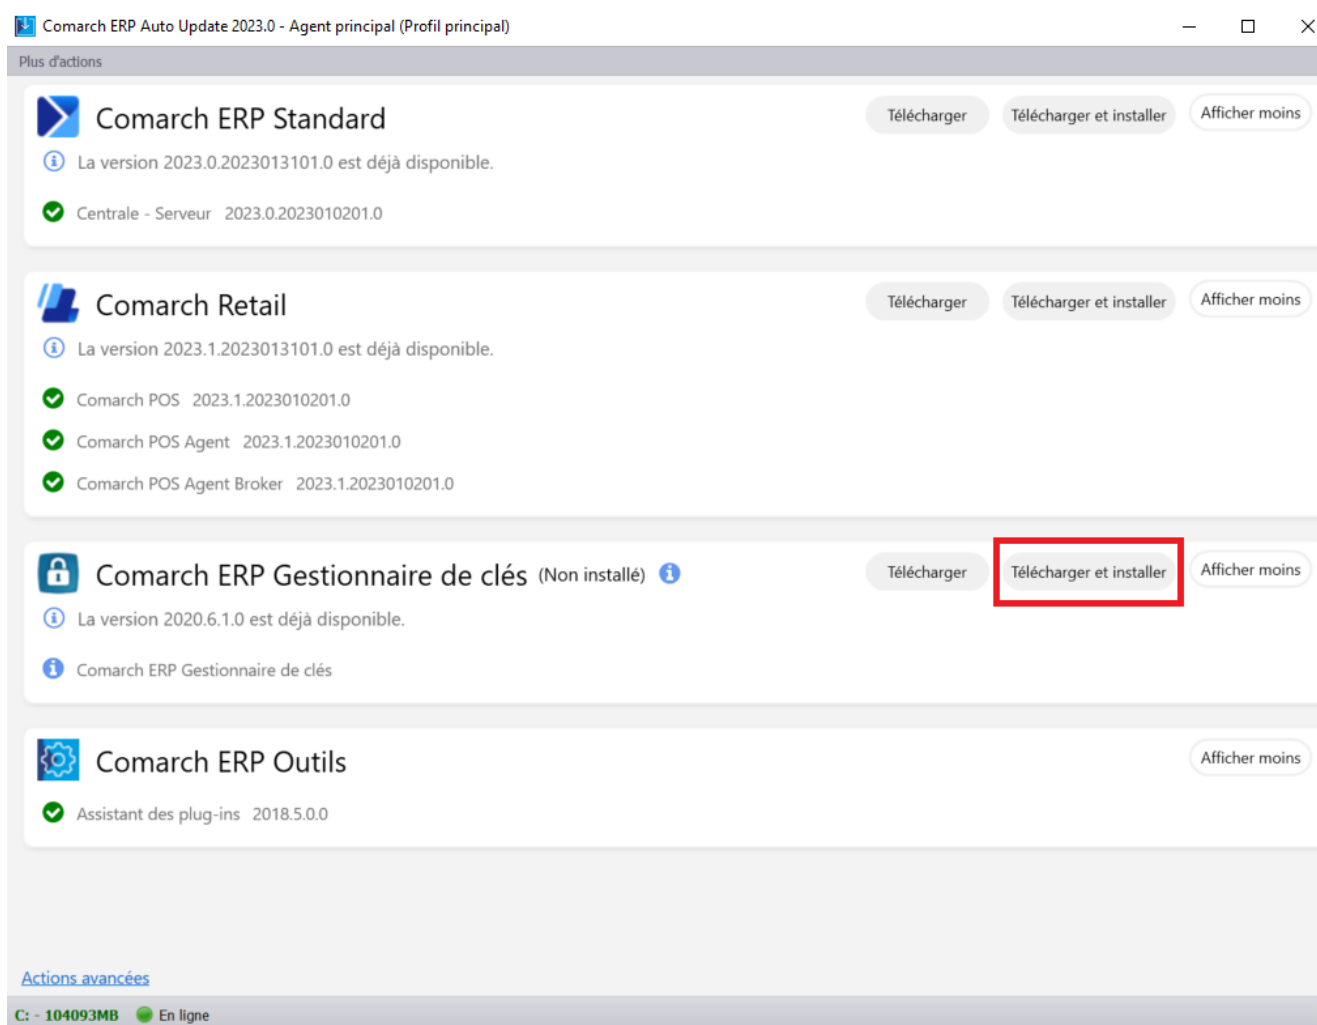 Comarch ERP Auto Update 2023.0 - Agent principal (Profil principal)
Plus d'actions
Comarch ERP Standard
Télécharger
Télécharger et installer
Afficher moins
La version 2023.0.2023013101.0 est déjà disponible.
Centrale - Serveur 2023.0.2023010201.0
Comarch Retail
Télécharger
Télécharger et installer
Afficher moins
La version 2023.1.2023013101.0 est déjà disponible.
Comarch POS 2023.1.2023010201.0
Comarch POS Agent 2023.1.2023010201.0
Comarch POS Agent Broker 2023.1.2023010201.0
Comarch ERP Gestionnaire de clés (Non installé)
Télécharger
Télécharger et installer
Afficher moins
La version 2020.6.1.0 est déjà disponible.
Comarch ERP Gestionnaire de clés
Comarch ERP Outils
Afficher moins
Assistant des plug-ins 2018.5.0.0
Actions avancées
C: - 104093MB En ligne